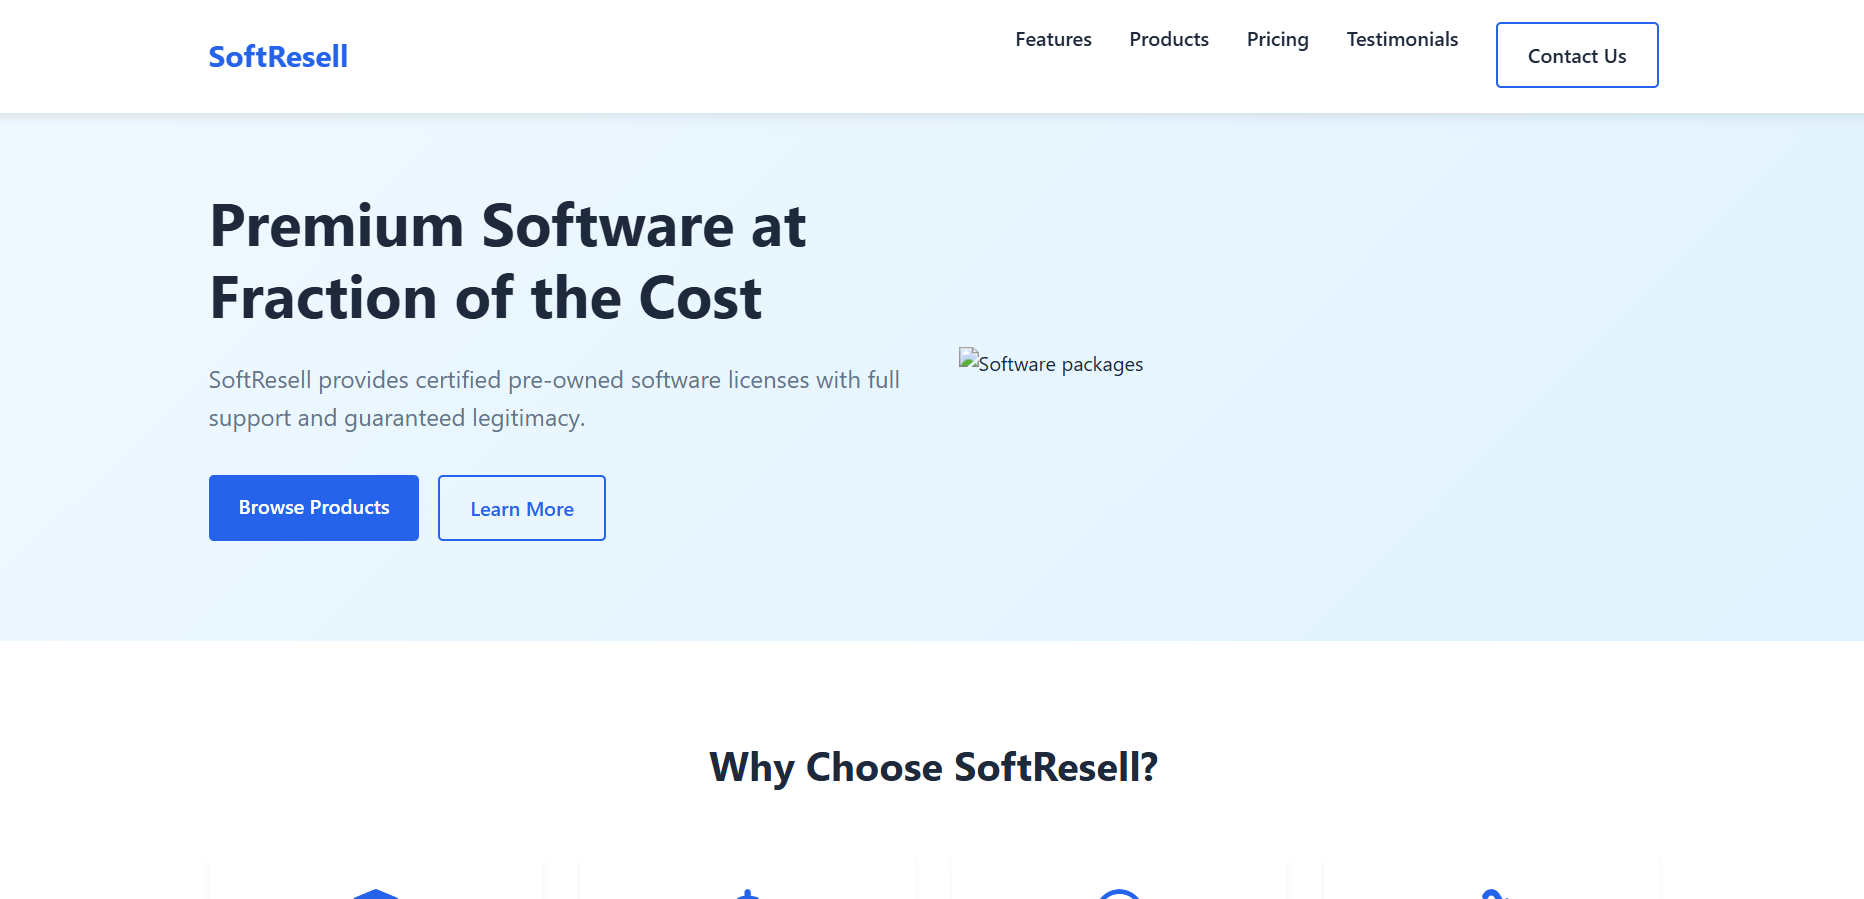 SoftResell
Features
Products
Pricing
Testimonials
Contact Us
Premium Software at
Fraction of the Cost
SoftResell provides certified pre-owned software licenses with full
support and guaranteed legitimacy.
Software packages
Browse Products
Learn More
Why Choose SoftResell?